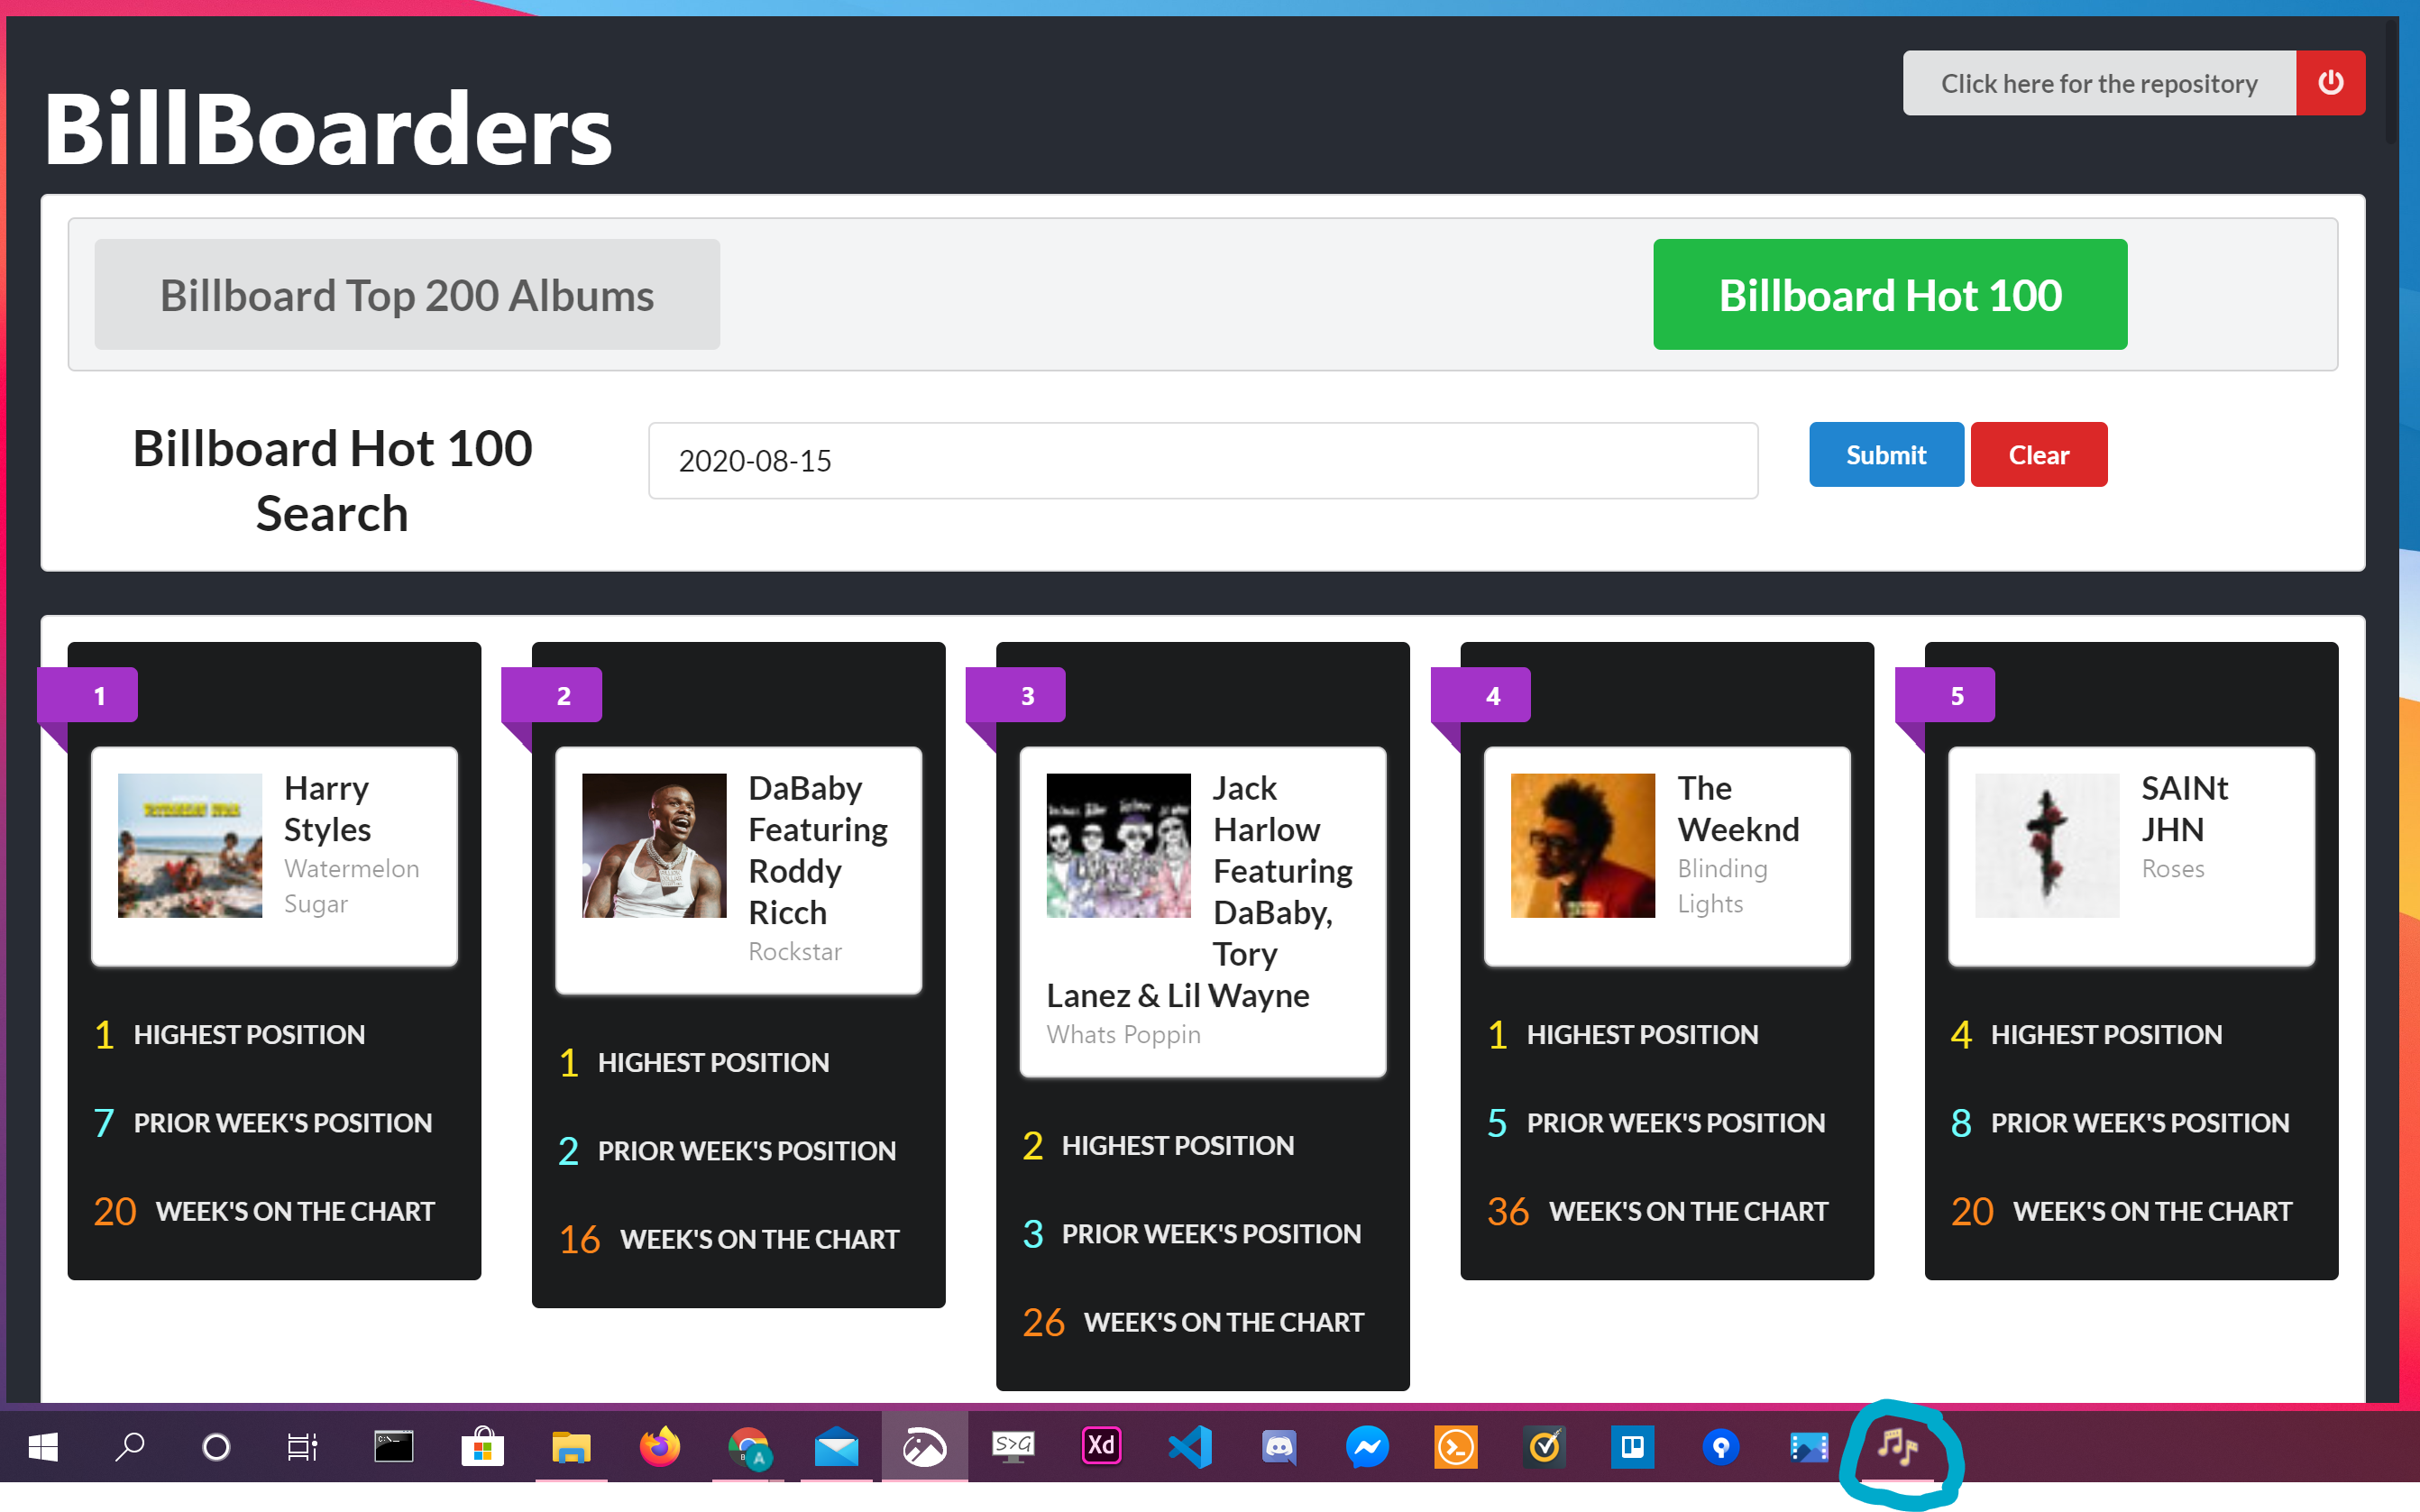 Click here for the repository
BillBoarders
Billboard Top 200 Albums
Billboard Hot 100
Billboard Hot 100
Search
2020-08-15
Submit
Clear
1
Harry
Styles
Watermelon
Sugar
1 HIGHEST POSITION
7 PRIOR WEEK'S POSITION
20 WEEK'S ON THE CHART
2
DaBaby
Featuring
Roddy
Ricch
Rockstar
1 HIGHEST POSITION
2 PRIOR WEEK'S POSITION
16 WEEK'S ON THE CHART
3
Jack
Harlow
Featuring
DaBaby,
Tory
Lanez & Lil Wayne
Whats Poppin
2 HIGHEST POSITION
3 PRIOR WEEK'S POSITION
26 WEEK'S ON THE CHART
4
The
Weeknd
Blinding
Lights
1 HIGHEST POSITION
5 PRIOR WEEK'S POSITION
36 WEEK'S ON THE CHART
5
SAINt
JHN
Roses
4 HIGHEST POSITION
8 PRIOR WEEK'S POSITION
20 WEEK'S ON THE CHART
S>G
Xd
A